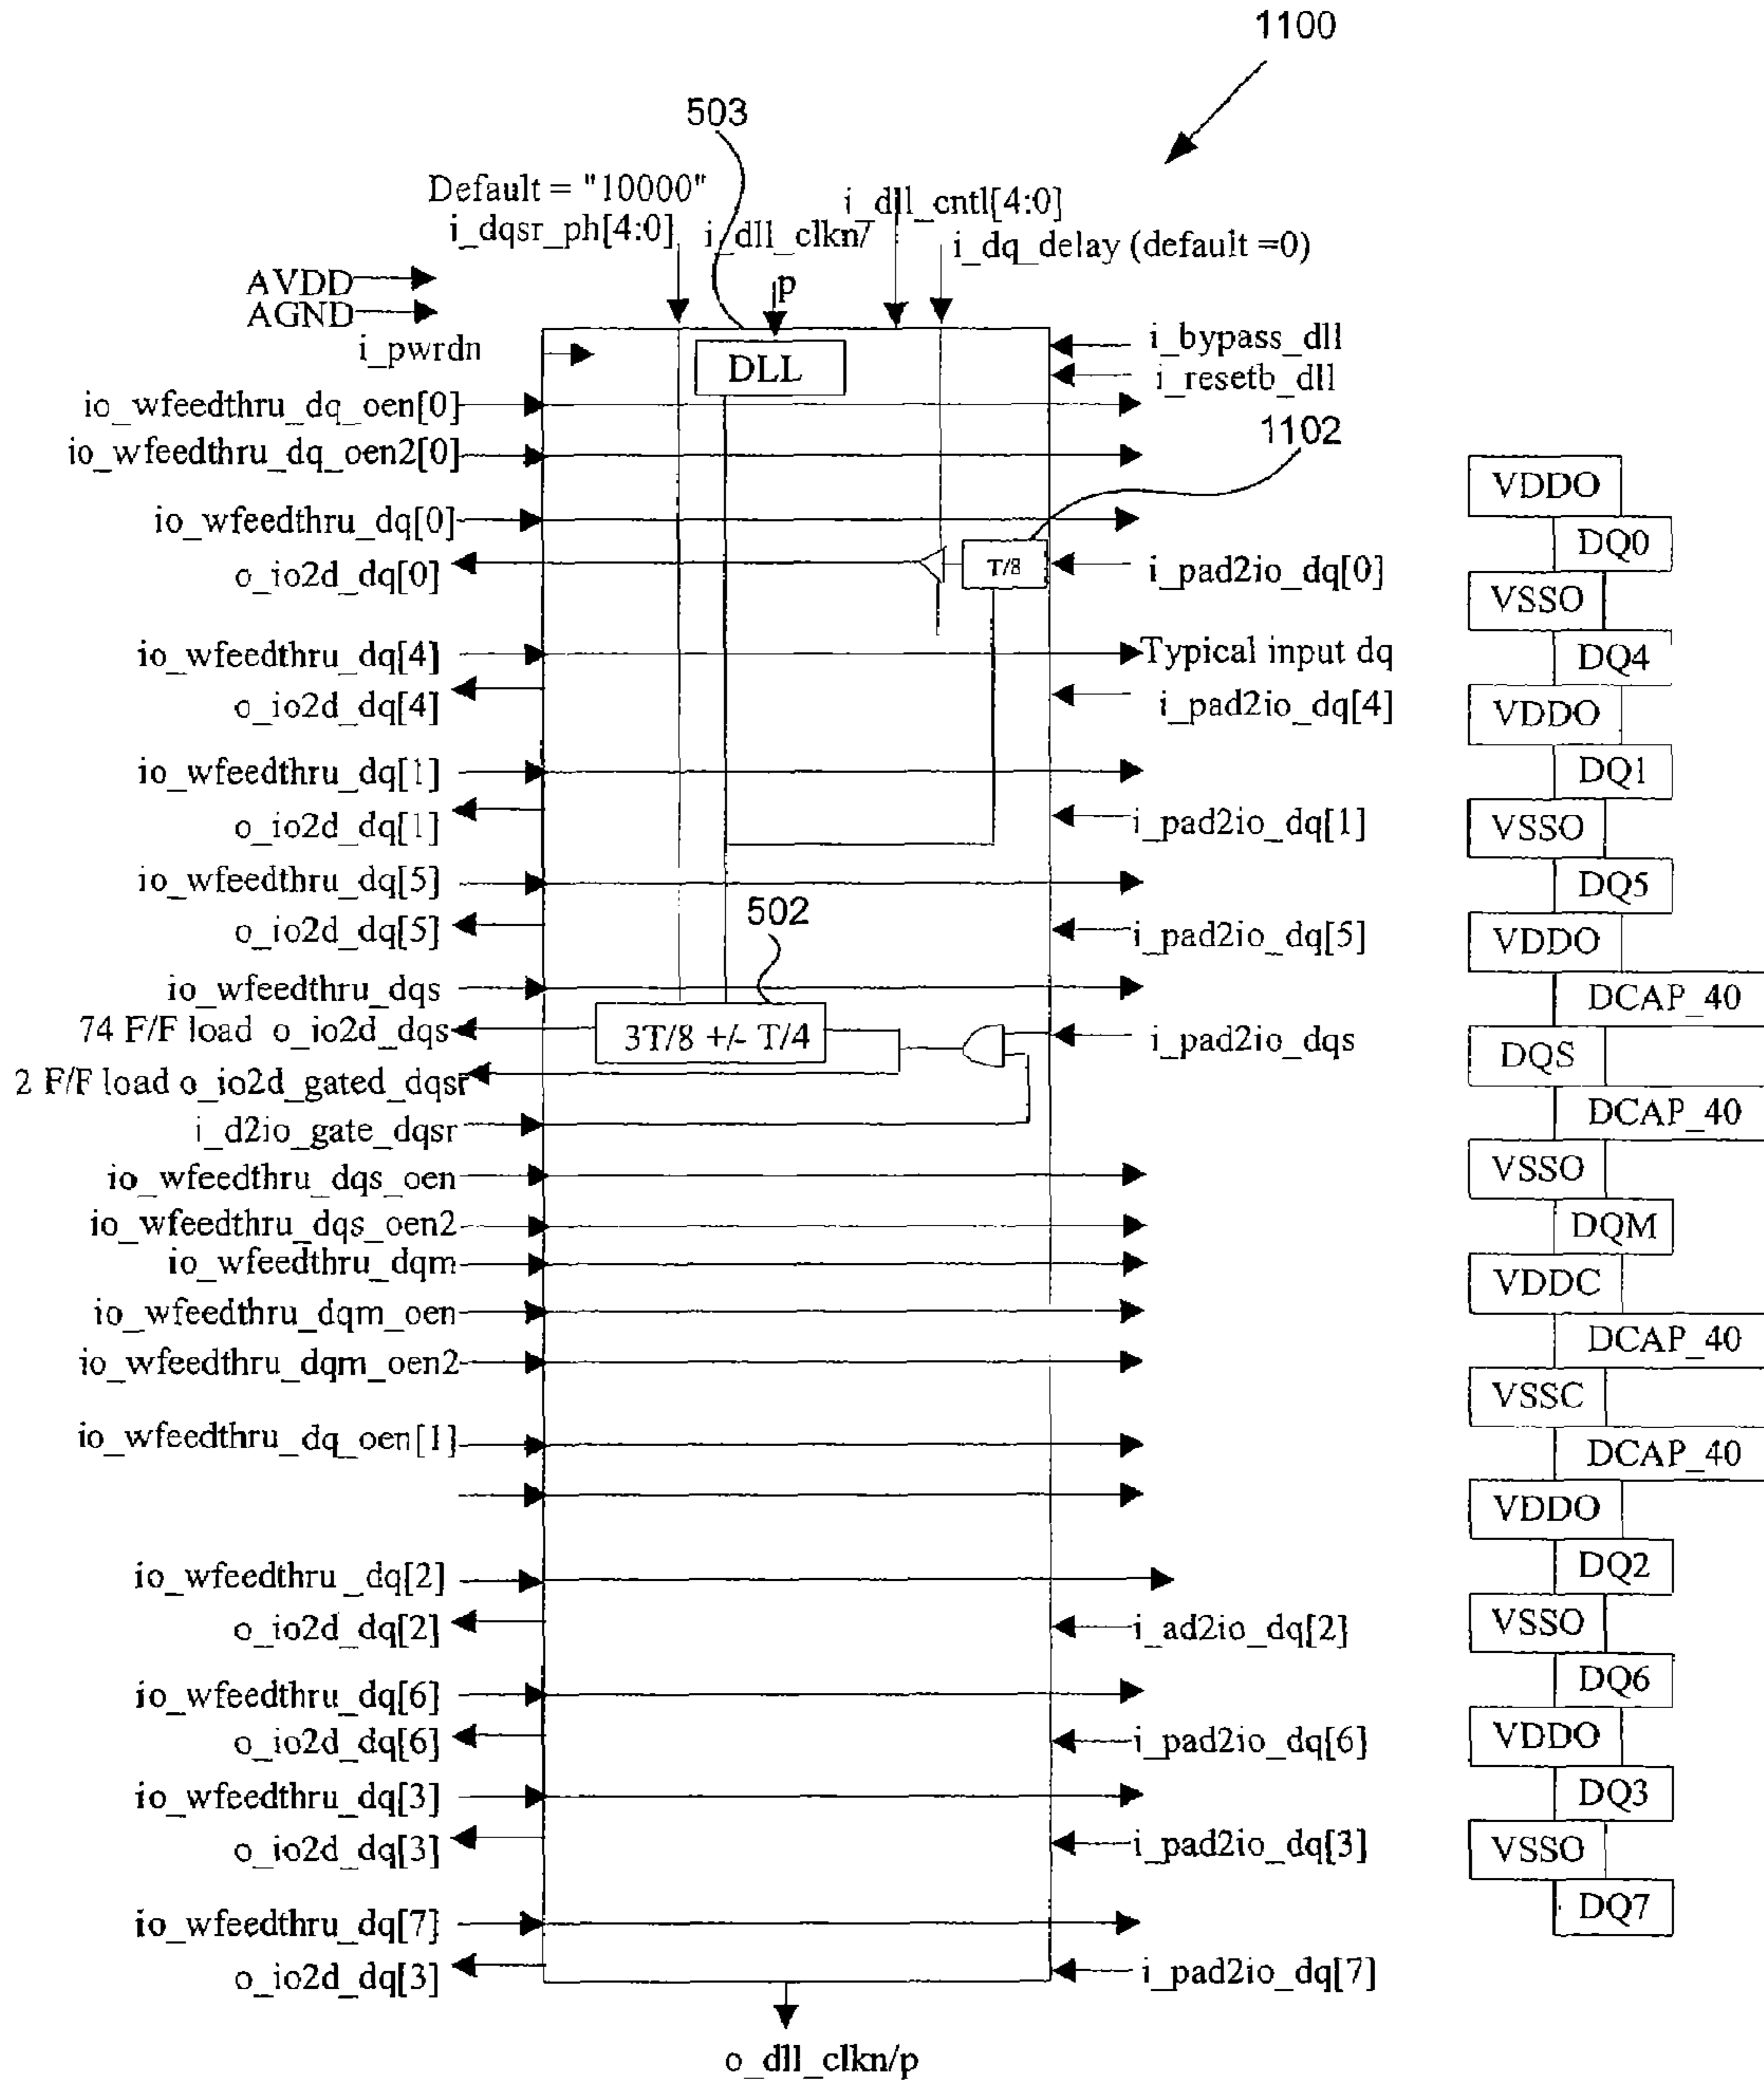 1100
503
Default = "10000"
i_dqsr_ph[4:0]
i_dll_clkn/
p
i_dll_cntl[4:0]
i_dq_delay (default =0)
AVDD
AGND
i_pwrdn
DLL
i_bypass_dll
i_resetb_dll
io_wfeedthru_dq_oen[0]
1102
io_wfeedthru_dq_oen2[0]
io_wfeedthru_dq[0]
o_io2d_dq[0]
T/8
i_pad2io_dq[0]
io_wfeedthru_dq[4]
Typical input dq
o_io2d_dq[4]
i_pad2io_dq[4]
io_wfeedthru_dq[1]
o_io2d_dq[1]
i_pad2io_dq[1]
io_wfeedthru_dq[5]
502
o_io2d_dq[5]
i_pad2io_dq[5]
io_wfeedthru_dqs
74 F/F load o_io2d_dqs
3T/8 +/- T/4
i_pad2io_dqs
2 F/F load o_io2d_gated_dqsr
i_d2io_gate_dqsr
io_wfeedthru_dqs_oen
io_wfeedthru_dqs_oen2
io_wfeedthru_dqm
io_wfeedthru_dqm_oen
io_wfeedthru_dqm_oen2
io_wfeedthru_dq_oen[1]
io_wfeedthru_dq[2]
o_io2d_dq[2]
i_ad2io_dq[2]
io_wfeedthru_dq[6]
o_io2d_dq[6]
i_pad2io_dq[6]
io_wfeedthru_dq[3]
o_io2d_dq[3]
i_pad2io_dq[3]
io_wfeedthru_dq[7]
o_io2d_dq[3]
i_pad2io_dq[7]
o_dll_clkn/p
VDDO
DQ0
VSSO
DQ4
VDDO
DQ1
VSSO
DQ5
VDDO
DCAP_40
DQS
DCAP_40
VSSO
DQM
VDDC
DCAP_40
VSSC
DCAP_40
VDDO
DQ2
VSSO
DQ6
VDDO
DQ3
VSSO
DQ7